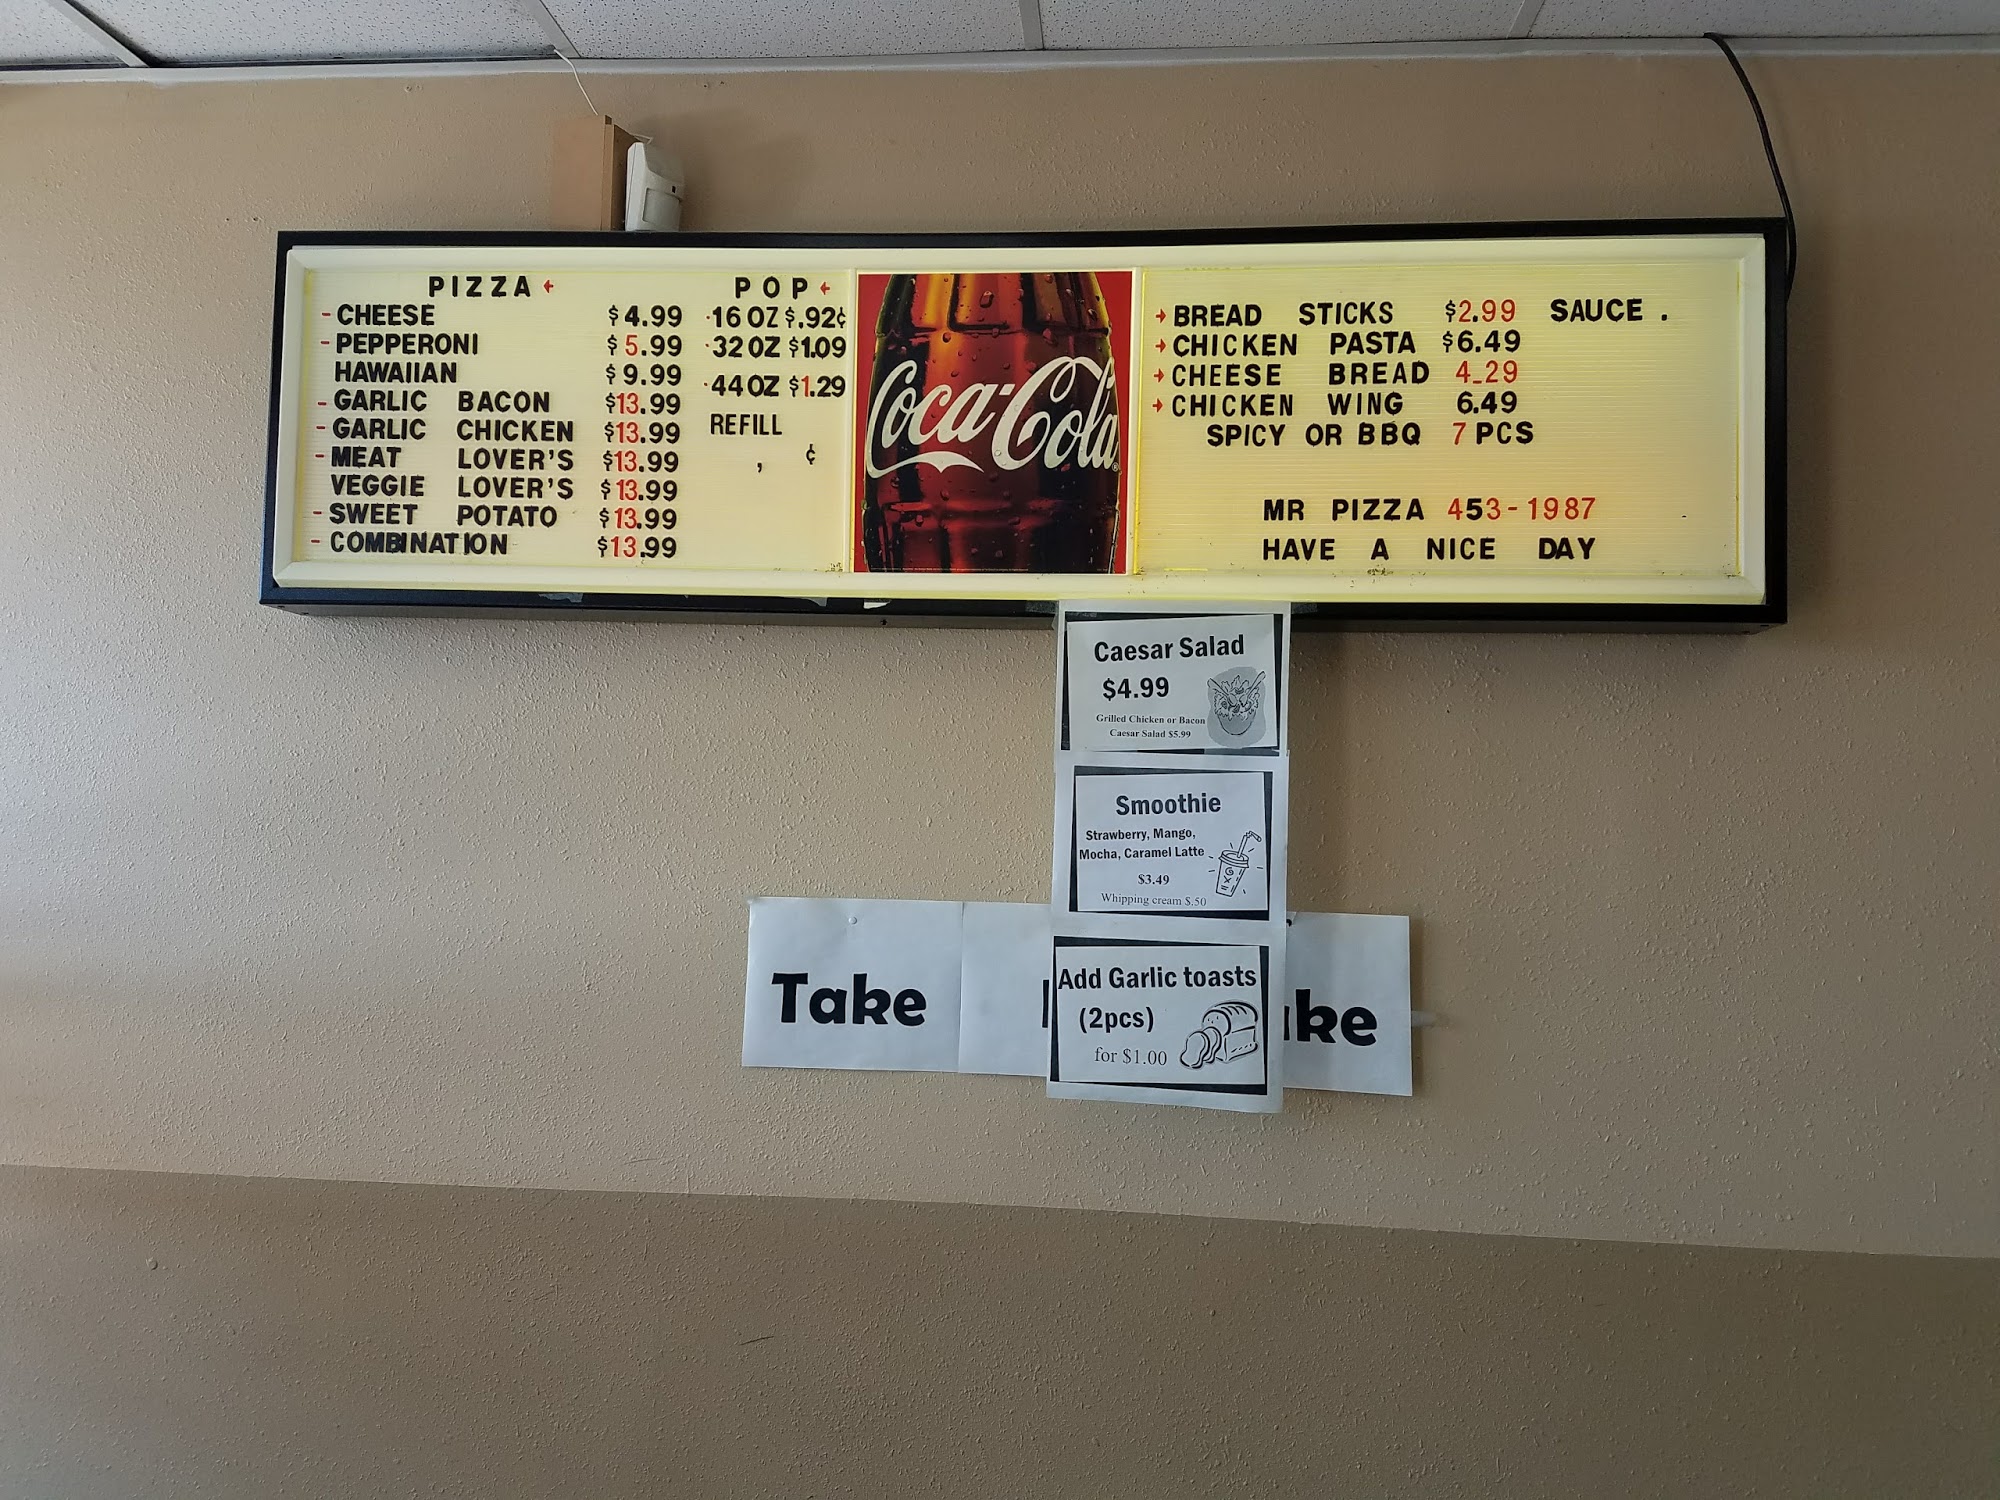 PIZZA
- CHEESE $4.99
- PEPPERONI $5.99
HAWAIIAN $9.99
- GARLIC BACON $13.99
- GARLIC CHICKEN $13.99
- MEAT LOVER'S $13.99
VEGGIE LOVER'S $13.99
- SWEET POTATO $13.99
- COMBINATION $13.99
POP
·16 OZ $.92¢
·32 OZ $1.09
·44 OZ $1.29
REFILL
, ¢
Coca-Cola
BREAD STICKS $2.99 SAUCE .
CHICKEN PASTA $6.49
CHEESE BREAD 4_29
CHICKEN WING 6.49
SPICY OR BBQ 7 PCS
MR PIZZA 453-1987
HAVE A NICE DAY
Caesar Salad
$4.99
Grilled Chicken or Bacon
Caesar Salad $5.99
Smoothie
Strawberry, Mango,
Mocha, Caramel Latte
$3.49
Whipping cream $.50
Add Garlic toasts
(2pcs)
for $1.00
Take
ke